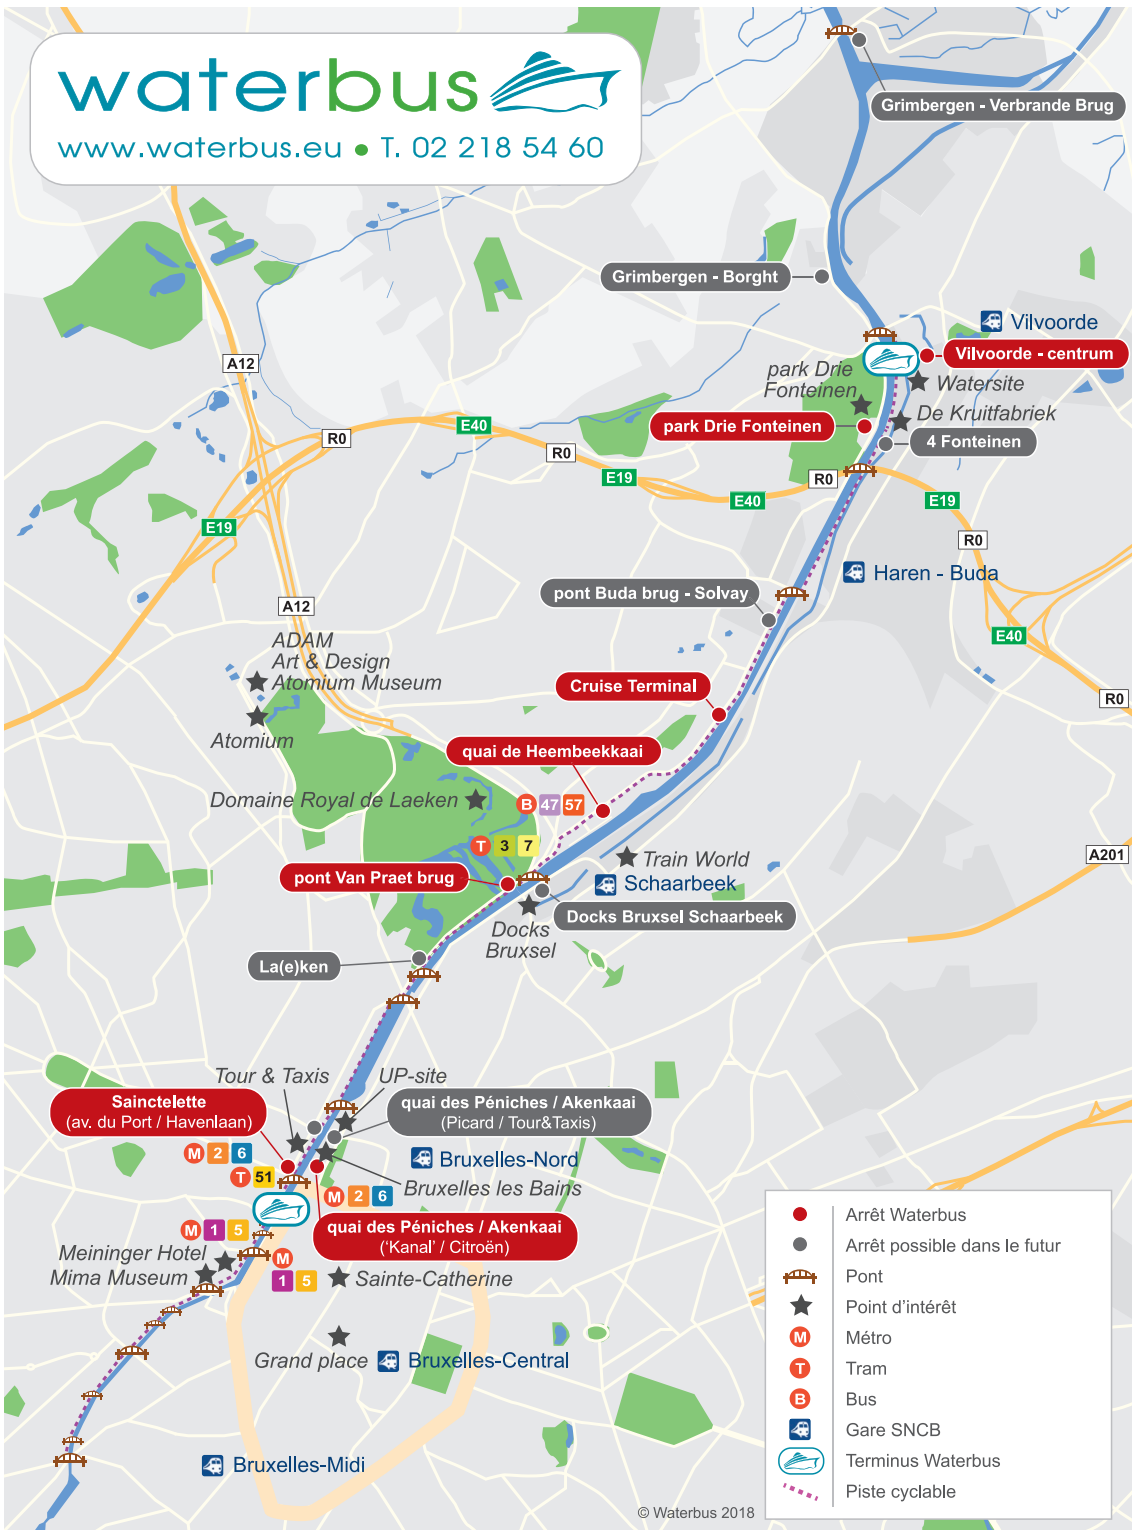 waterbus
www.waterbus.eu • T. 02 218 54 60
Grimbergen - Verbrande Brug
Grimbergen - Borght
Vilvoorde
Vilvoorde - centrum
A12
park Drie
Fonteinen
Watersite
De Kruitfabriek
park Drie Fonteinen
4 Fonteinen
E40
R0
R0
E19
R0
E40
E19
E19
R0
Haren - Buda
pont Buda brug - Solvay
A12
E40
ADAM
Art & Design
Atomium Museum
Cruise Terminal
R0
Atomium
quai de Heembeekkaai
Domaine Royal de Laeken
B 47 57
T 3 7
Train World
A201
pont Van Praet brug
Schaarbeek
Docks Bruxsel Schaarbeek
Docks
Bruxsel
La(e)ken
Tour & Taxis
UP-site
Sainctelette
(av. du Port / Havenlaan)
quai des Péniches / Akenkaai
(Picard / Tour&Taxis)
M 2 6
Bruxelles-Nord
T 51
Bruxelles les Bains
M 2 6
M 1 5
quai des Péniches / Akenkaai
('Kanal' / Citroën)
Meininger Hotel
Mima Museum
M
1 5
Sainte-Catherine
Grand place
Bruxelles-Central
Bruxelles-Midi
Arrêt Waterbus
Arrêt possible dans le futur
Pont
Point d'intérêt
M Métro
T Tram
B Bus
Gare SNCB
Terminus Waterbus
Piste cyclable
© Waterbus 2018